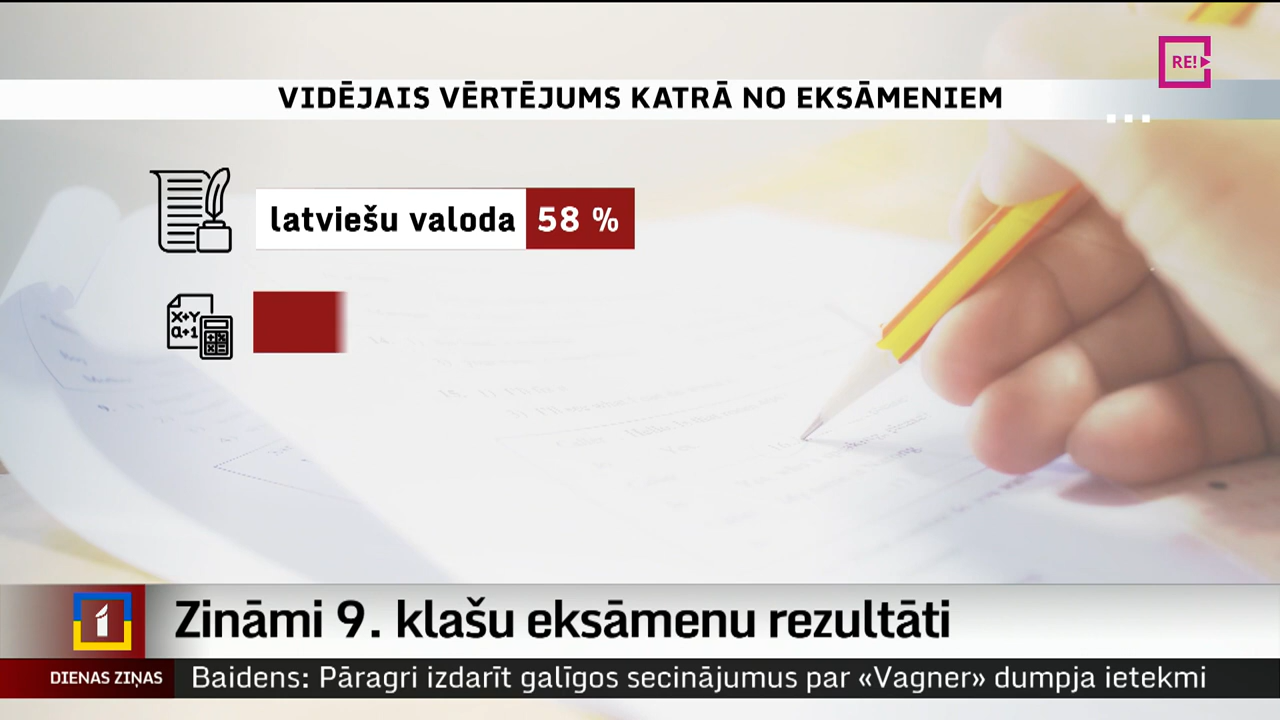 RE!
VIDĒJAIS VĒRTĒJUMS KATRĀ NO EKSĀMENIEM
latviešu valoda 58 %
X+Y
a+1
Zināmi 9. klašu eksāmenu rezultāti
1
DIENAS ZIŅAS Baidens: Pāragri izdarīt galīgos secinājumus par «Vagner» dumpja ietekmi